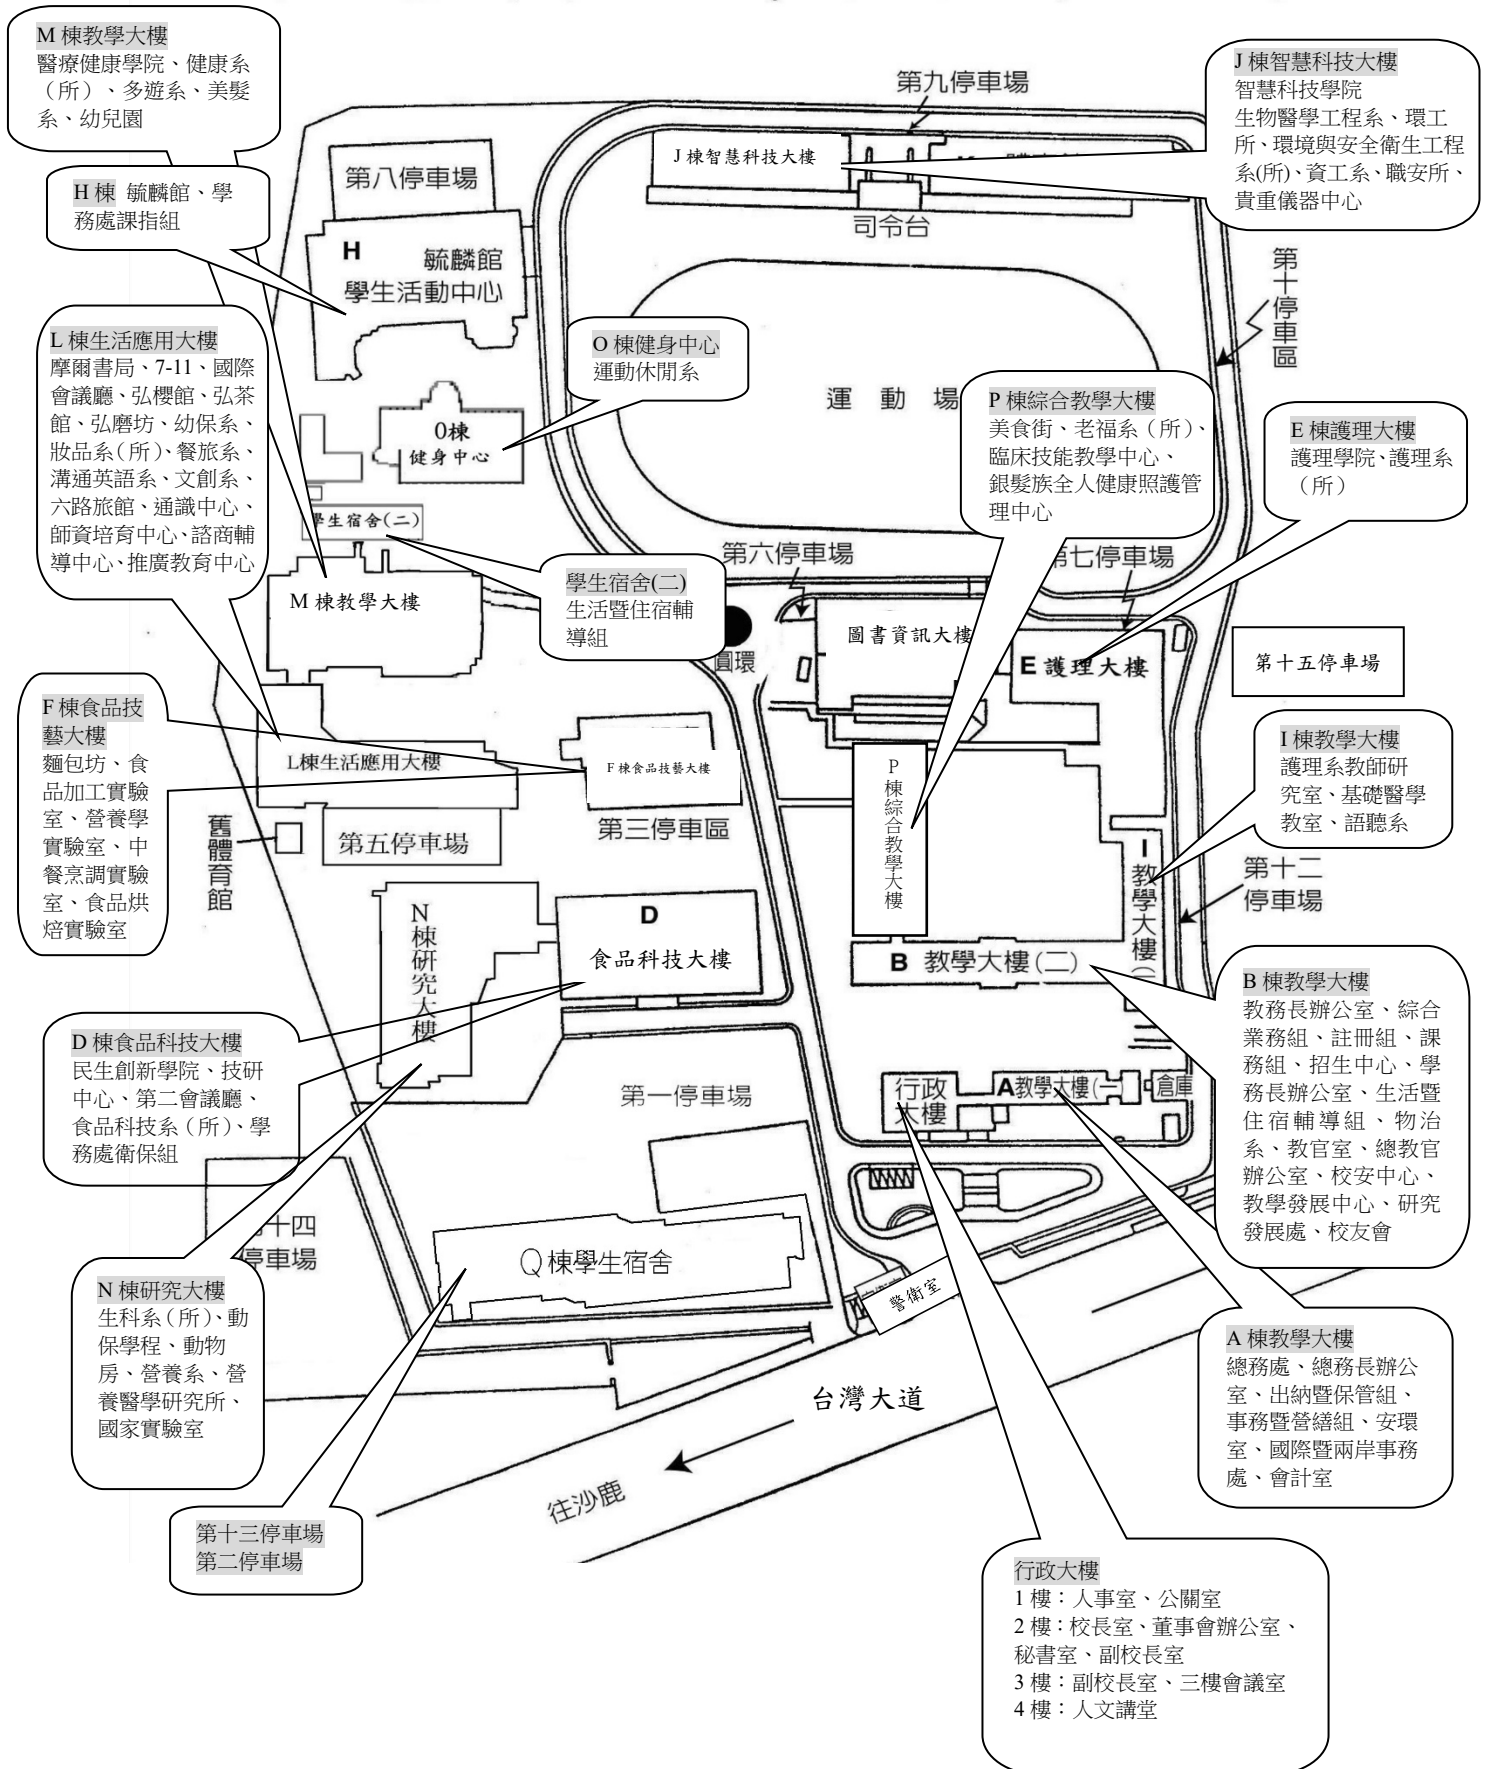 M 棟教學大樓
醫療健康學院、健康系
（所）、多遊系、美髮
系、幼兒園
J 棟智慧科技大樓
智慧科技學院
生物醫學工程系、環工
所、環境與安全衛生工程
系(所)、資工系、職安所、
貴重儀器中心
第九停車場
J 棟智慧科技大樓
司令台
第八停車場
H 棟 毓麟館、學
務處課指組
H 毓麟館
學生活動中心
第十停車區
L 棟生活應用大樓
摩爾書局、7-11、國際
會議廳、弘櫻館、弘茶
館、弘磨坊、幼保系、
妝品系（所）、餐旅系、
溝通英語系、文創系、
六路旅館、通識中心、
師資培育中心、諮商輔
導中心、推廣教育中心
O 棟健身中心
運動休閒系
O棟
健身中心
運 動 場
P 棟綜合教學大樓
美食街、老福系（所）、
臨床技能教學中心、
銀髮族全人健康照護管
理中心
E 棟護理大樓
護理學院、護理系
（所）
學生宿舍(二)
學生宿舍(二)
生活暨住宿輔
導組
第六停車場
第七停車場
M 棟教學大樓
圓環
圖書資訊大樓
E 護理大樓
第十五停車場
F 棟食品技
藝大樓
麵包坊、食
品加工實驗
室、營養學
實驗室、中
餐烹調實驗
室、食品烘
焙實驗室
L棟生活應用大樓
F 棟食品技藝大樓
第三停車區
P棟綜合教學大樓
I 棟教學大樓
護理系教師研
究室、基礎醫學
教室、語聽系
舊體育館
第五停車場
I 教學大樓(
第十二
停車場
N棟研究大樓
D
食品科技大樓
B 教學大樓(二)
B 棟教學大樓
教務長辦公室、綜合
業務組、註冊組、課
務組、招生中心、學
務長辦公室、生活暨
住宿輔導組、物治
系、教官室、總教官
辦公室、校安中心、
教學發展中心、研究
發展處、校友會
D 棟食品科技大樓
民生創新學院、技研
中心、第二會議廳、
食品科技系（所）、學
務處衛保組
第一停車場
行政
大樓
A教學大樓(一
倉庫
十四
停車場
Q棟學生宿舍
警衛室
N 棟研究大樓
生科系（所）、動
保學程、動物
房、營養系、營
養醫學研究所、
國家實驗室
A 棟教學大樓
總務處、總務長辦公
室、出納暨保管組、
事務暨營繕組、安環
室、國際暨兩岸事務
處、會計室
台灣大道
往沙鹿
第十三停車場
第二停車場
行政大樓
1 樓：人事室、公關室
2 樓：校長室、董事會辦公室、
秘書室、副校長室
3 樓：副校長室、三樓會議室
4 樓：人文講堂